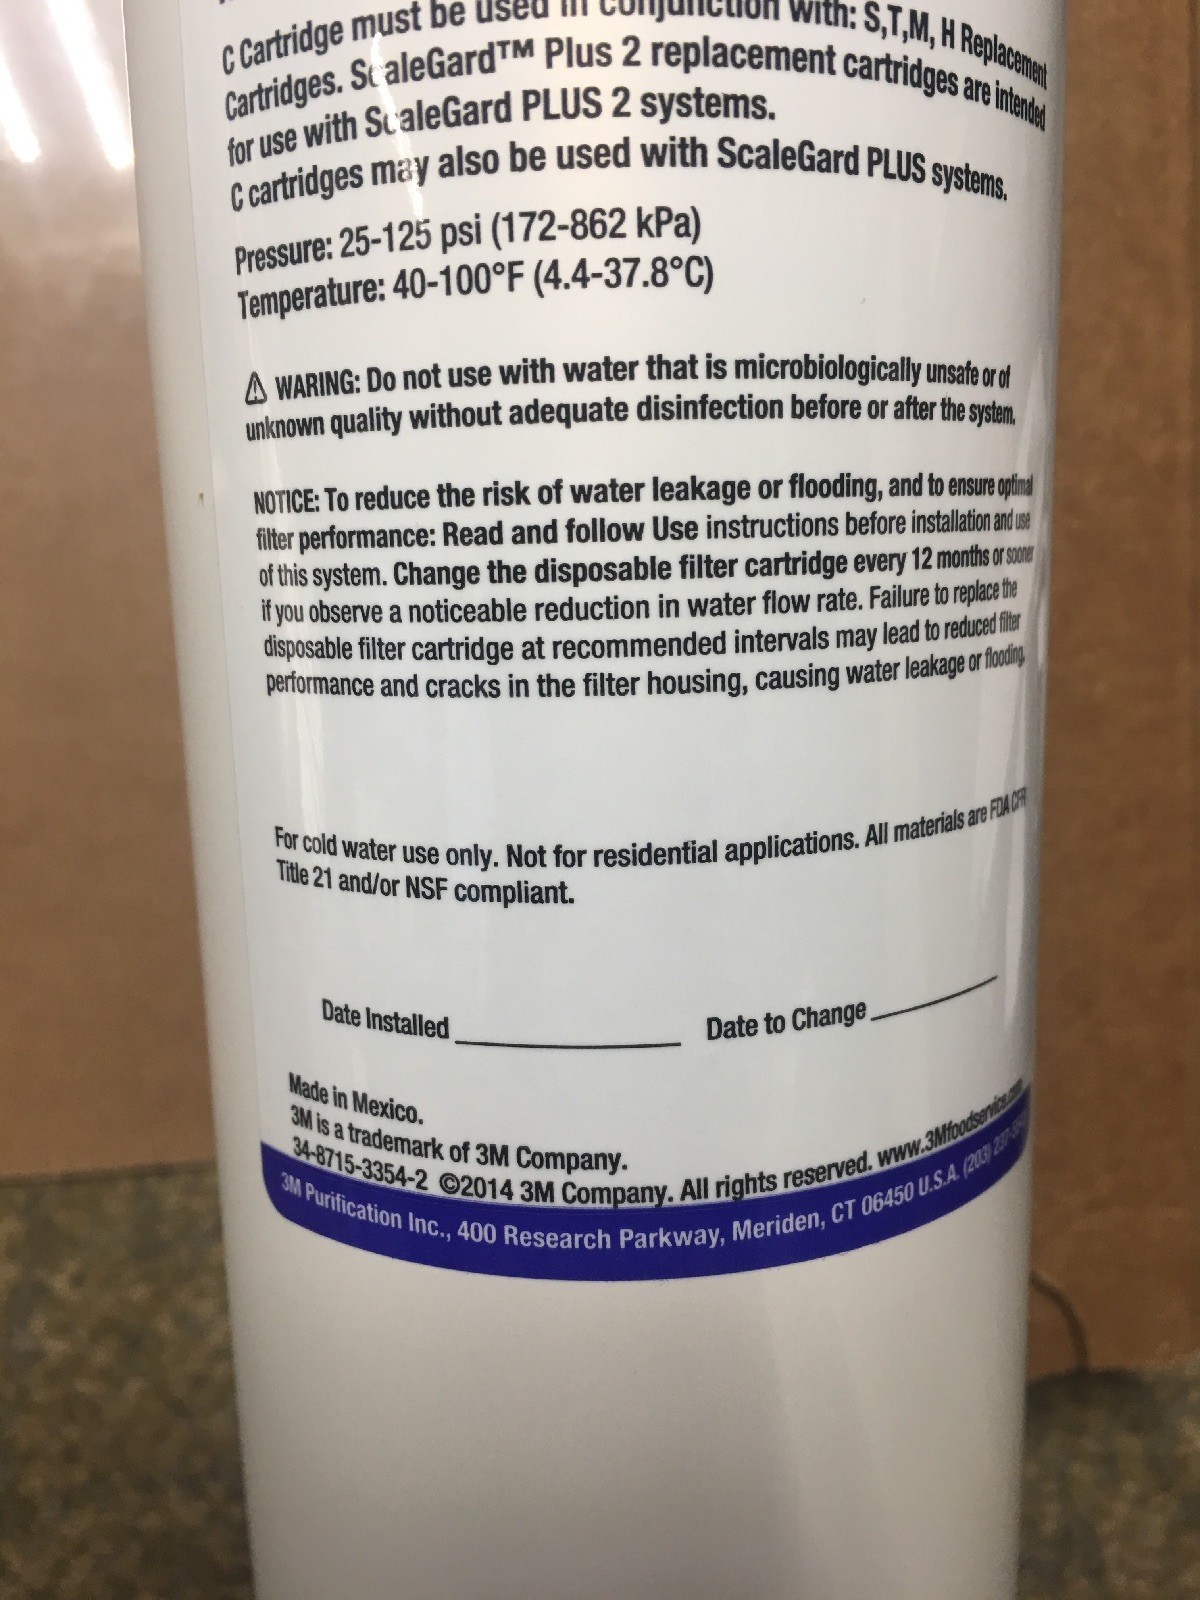 C Cartridge must be used in conjunction with: S,T,M, H Replacement
Cartridges. ScaleGard™ Plus 2 replacement cartridges are intended
for use with ScaleGard PLUS 2 systems.
C cartridges may also be used with ScaleGard PLUS systems.
Pressure: 25-125 psi (172-862 kPa)
Temperature: 40-100°F (4.4-37.8°C)
⚠ WARING: Do not use with water that is microbiologically unsafe or of
unknown quality without adequate disinfection before or after the system.
NOTICE: To reduce the risk of water leakage or flooding, and to ensure optimal
filter performance: Read and follow Use instructions before installation and use
of this system. Change the disposable filter cartridge every 12 months or sooner
if you observe a noticeable reduction in water flow rate. Failure to replace the
disposable filter cartridge at recommended intervals may lead to reduced filter
performance and cracks in the filter housing, causing water leakage or flooding.
For cold water use only. Not for residential applications. All materials are FDA CFR
Title 21 and/or NSF compliant.
Date Installed Date to Change
Made in Mexico.
3M is a trademark of 3M Company.
34-8715-3354-2 ©2014 3M Company. All rights reserved. www.3Mfoodservice.com
3M Purification Inc., 400 Research Parkway, Meriden, CT 06450 U.S.A. (203)